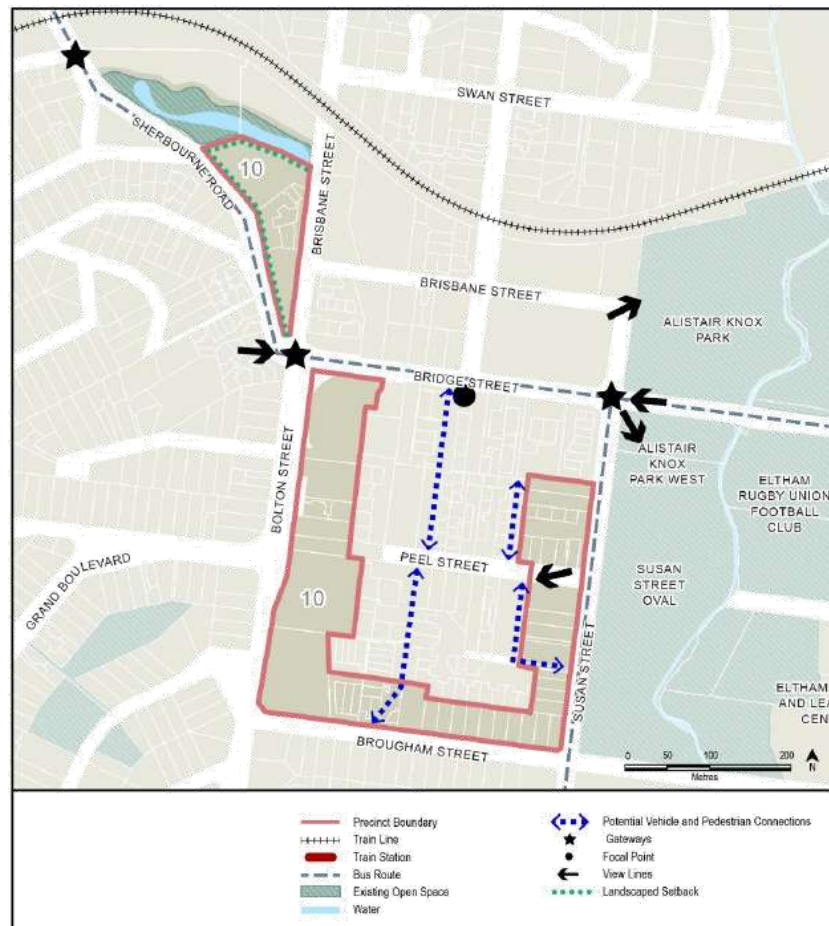 SWAN STREET
SHERBOURNE ROAD
10
BRISBANE STREET
BRISBANE STREET
ALISTAIR KNOX
PARK
BRIDGE STREET
ALISTAIR
KNOX
PARK WEST
ELTHAM
RUGBY UNION
FOOTBALL
CLUB
BOLTON STREET
GRAND BOULEVARD
PEEL STREET
10
SUSAN
STREET
OVAL
SUSAN STREET
ELTHAM
AND LEA
CEN
BROUGHAM STREET
0 50 100 200
Metres
N
Precinct Boundary
Train Line
Train Station
Bus Route
Existing Open Space
Water
Potential Vehicle and Pedestrian Connections
Gateways
Focal Point
View Lines
Landscaped Setback